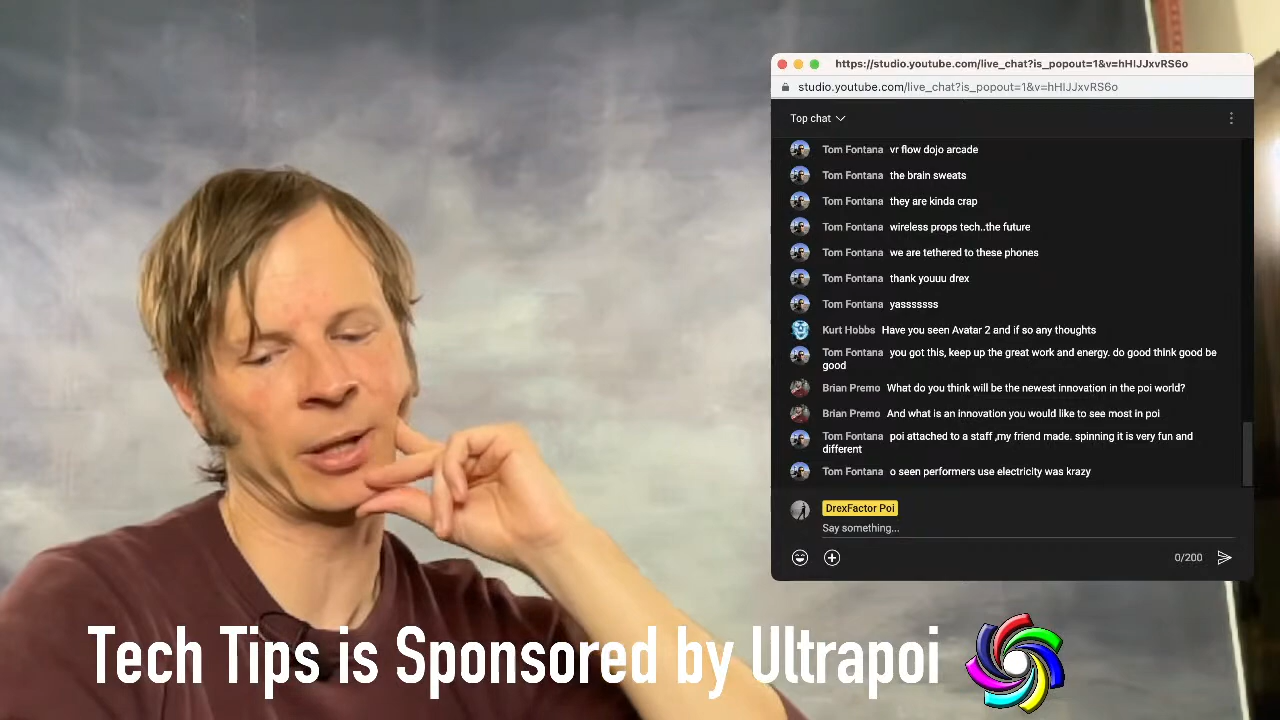 https://studio.youtube.com/live_chat?is_popout=1&v=hHIJJxvRS6o
studio.youtube.com/live_chat?is_popout=1&v=hHIJJxvRS6o
Top chat
Tom Fontana vr flow dojo arcade
Tom Fontana the brain sweats
Tom Fontana they are kinda crap
Tom Fontana wireless props tech..the future
Tom Fontana we are tethered to these phones
Tom Fontana thank youuu drex
Tom Fontana yasssssss
Kurt Hobbs Have you seen Avatar 2 and if so any thoughts
Tom Fontana you got this, keep up the great work and energy. do good think good be
good
Brian Premo What do you think will be the newest innovation in the poi world?
Brian Premo And what is an innovation you would like to see most in poi
Tom Fontana poi attached to a staff ,my friend made. spinning it is very fun and
different
Tom Fontana o seen performers use electricity was krazy
DrexFactor Poi
Say something...
0/200
Tech Tips is Sponsored by Ultrapoi